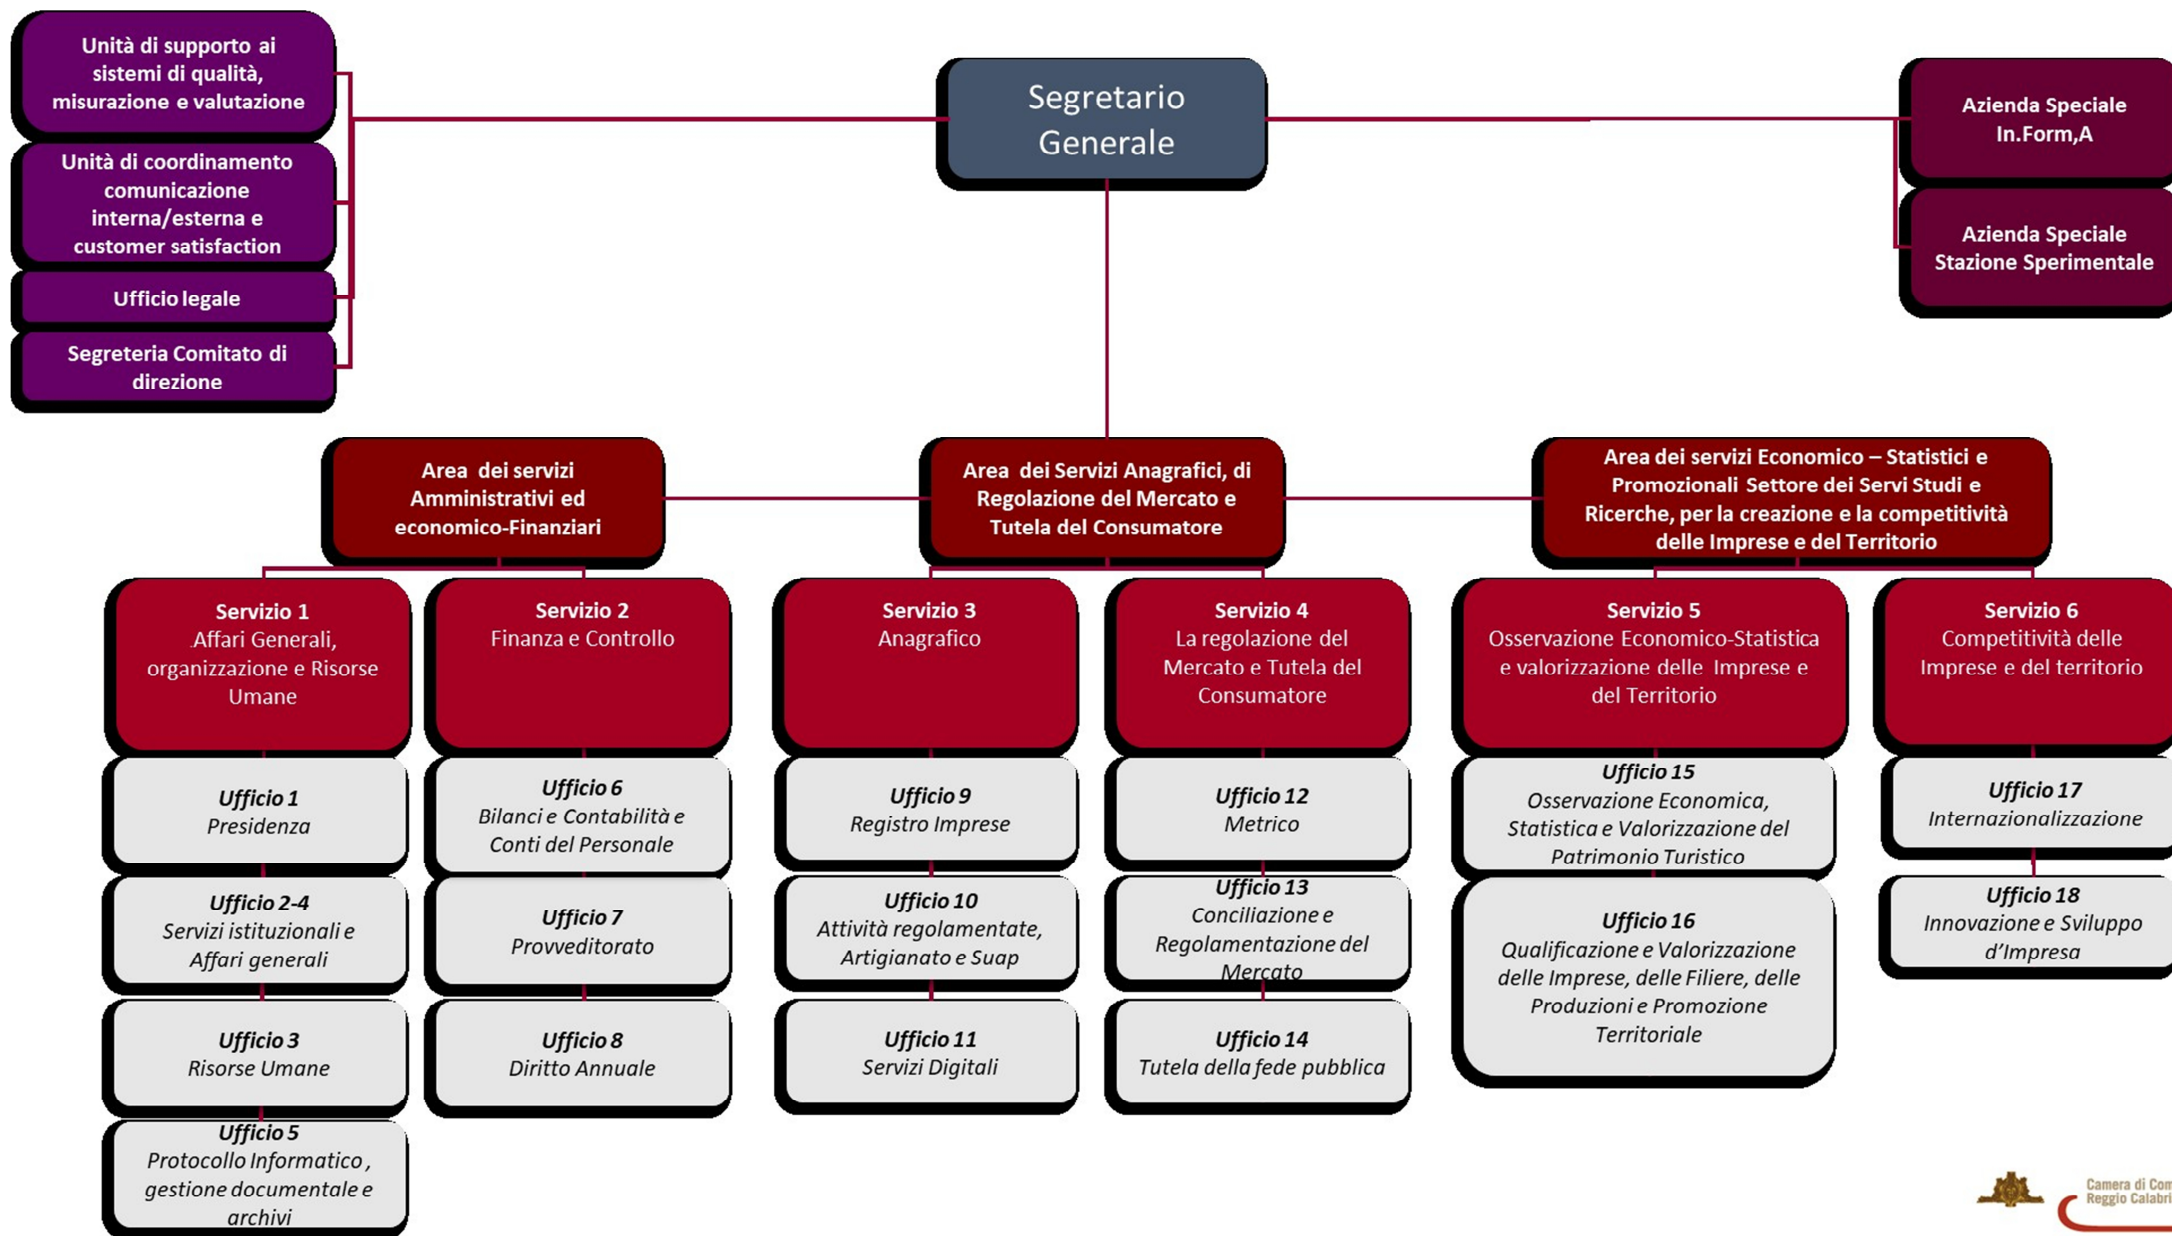 Unità di supporto ai
sistemi di qualità,
misurazione e valutazione
Unità di coordinamento
comunicazione
interna/esterna e
customer satisfaction
Ufficio legale
Segreteria Comitato di
direzione
Segretario
Generale
Azienda Speciale
In.Form,A
Azienda Speciale
Stazione Sperimentale
Area dei servizi
Amministrativi ed
economico-Finanziari
Area dei Servizi Anagrafici, di
Regolazione del Mercato e
Tutela del Consumatore
Area dei servizi Economico – Statistici e
Promozionali Settore dei Servi Studi e
Ricerche, per la creazione e la competitività
delle Imprese e del Territorio
Servizio 1
.Affari Generali,
organizzazione e Risorse
Umane
Servizio 2
Finanza e Controllo
Servizio 3
Anagrafico
Servizio 4
La regolazione del
Mercato e Tutela del
Consumatore
Servizio 5
Osservazione Economico-Statistica
e valorizzazione delle Imprese e
del Territorio
Servizio 6
Competitività delle
Imprese e del territorio
Ufficio 1
Presidenza
Ufficio 2-4
Servizi istituzionali e
Affari generali
Ufficio 3
Risorse Umane
Ufficio 5
Protocollo Informatico ,
gestione documentale e
archivi
Ufficio 6
Bilanci e Contabilità e
Conti del Personale
Ufficio 7
Provveditorato
Ufficio 8
Diritto Annuale
Ufficio 9
Registro Imprese
Ufficio 10
Attività regolamentate,
Artigianato e Suap
Ufficio 11
Servizi Digitali
Ufficio 12
Metrico
Ufficio 13
Conciliazione e
Regolamentazione del
Mercato
Ufficio 14
Tutela della fede pubblica
Ufficio 15
Osservazione Economica,
Statistica e Valorizzazione del
Patrimonio Turistico
Ufficio 16
Qualificazione e Valorizzazione
delle Imprese, delle Filiere, delle
Produzioni e Promozione
Territoriale
Ufficio 17
Internazionalizzazione
Ufficio 18
Innovazione e Sviluppo
d’Impresa
Camera di Com
Reggio Calabri